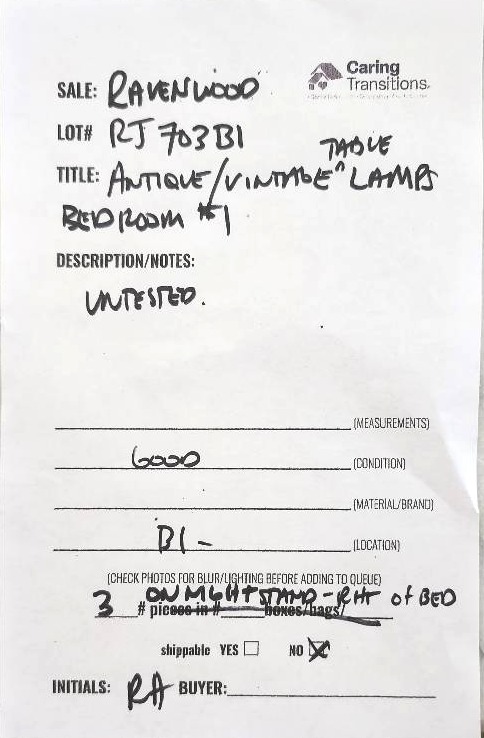 Caring
Transitions.
SALE: RAVENWOOD
LOT# RJ 703B1
TABLE
TITLE: ANTIQUE/VINTAGE ^ LAMPS
BEDROOM #1
DESCRIPTION/NOTES:
UNTESTED.
(MEASUREMENTS)
GOOD (CONDITION)
(MATERIAL/BRAND)
B1- (LOCATION)
(CHECK PHOTOS FOR BLUR/LIGHTING BEFORE ADDING TO QUEUE)
ON NIGHTSTAND - of BED
3 # pieces in # boxes/bags/
shippable YES NO
INITIALS: RA BUYER: